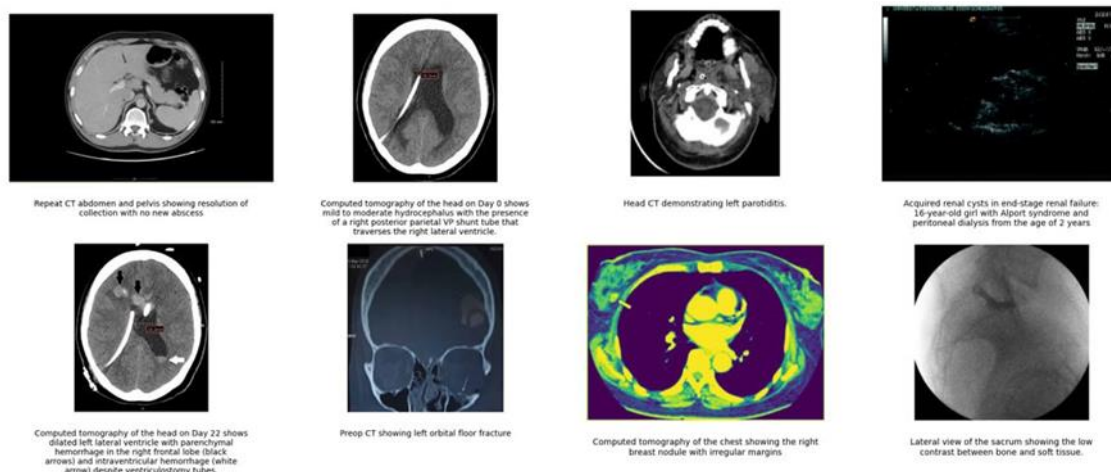 Repeat CT abdomen and pelvis showing resolution of
collection with no new abscess
Computed tomography of the head on Day 0 shows
mild to moderate hydrocephalus with the presence
of a right posterior parietal VP shunt tube that
traverses the right lateral ventricle.
Head CT demonstrating left parotiditis.
Acquired renal cysts in end-stage renal failure:
16-year-old girl with Alport syndrome and
peritoneal dialysis from the age of 2 years
Computed tomography of the head on Day 22 shows
dilated left lateral ventricle with parenchymal
hemorrhage in the right frontal lobe (black
arrows) and intraventricular hemorrhage (white
arrow) despite ventriculostomy tubes.
Preop CT showing left orbital floor fracture
Computed tomography of the chest showing the right
breast nodule with irregular margins
Lateral view of the sacrum showing the low
contrast between bone and soft tissue.